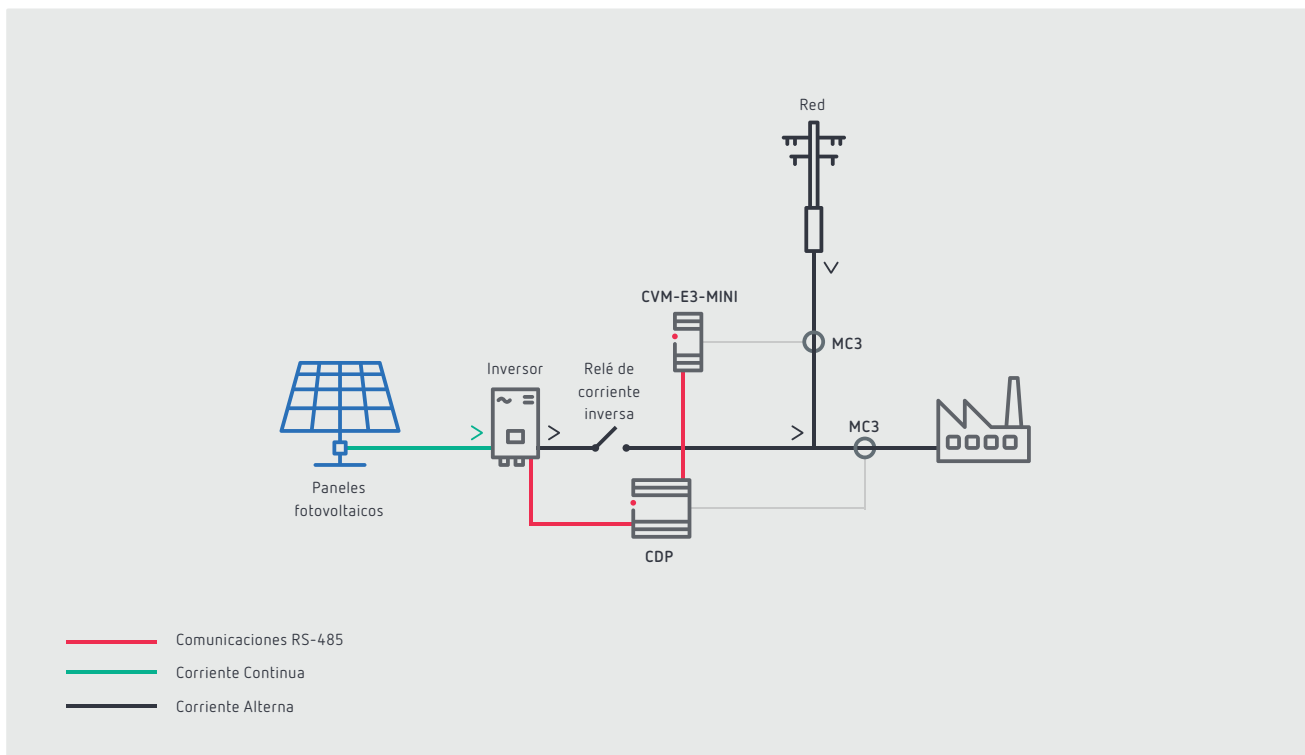 Red
CVM-E3-MINI
MC3
Inversor
Relé de
corriente
inversa
MC3
Paneles
fotovoltaicos
CDP
Comunicaciones RS-485
Corriente Continua
Corriente Alterna